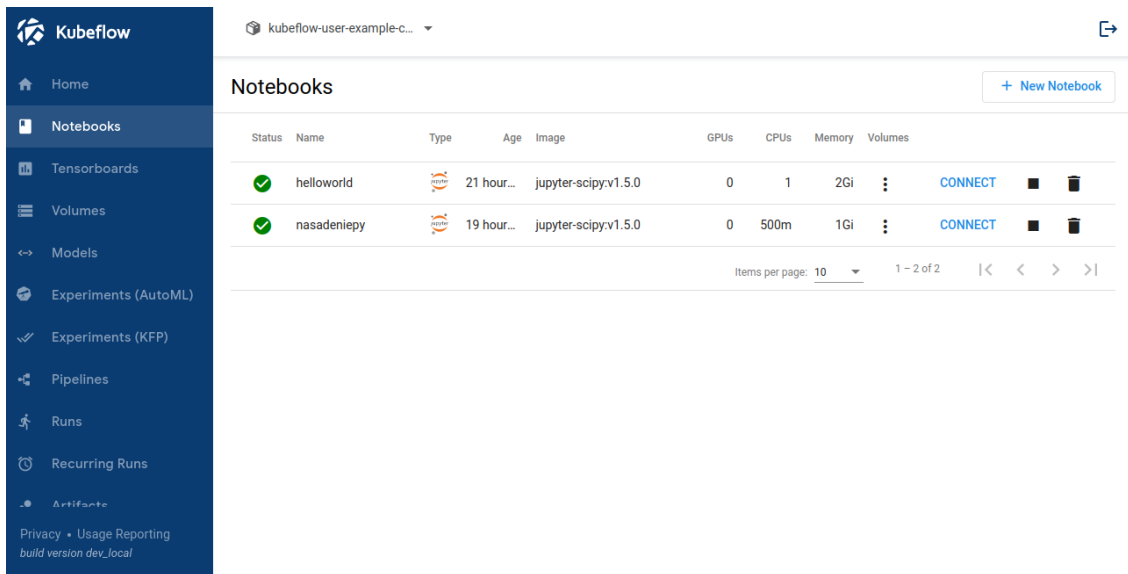 Kubeflow
kubeflow-user-example-c...
Home
Notebooks
Tensorboards
Volumes
Models
Experiments (AutoML)
Experiments (KFP)
Pipelines
Runs
Recurring Runs
Artifacts
Privacy • Usage Reporting
build version dev_local
Notebooks
+ New Notebook
Status Name Type Age Image GPUs CPUs Memory Volumes
helloworld jupyter 21 hour... jupyter-scipy:v1.5.0 0 1 2Gi CONNECT
nasadeniepy jupyter 19 hour... jupyter-scipy:v1.5.0 0 500m 1Gi CONNECT
Items per page: 10 1 – 2 of 2